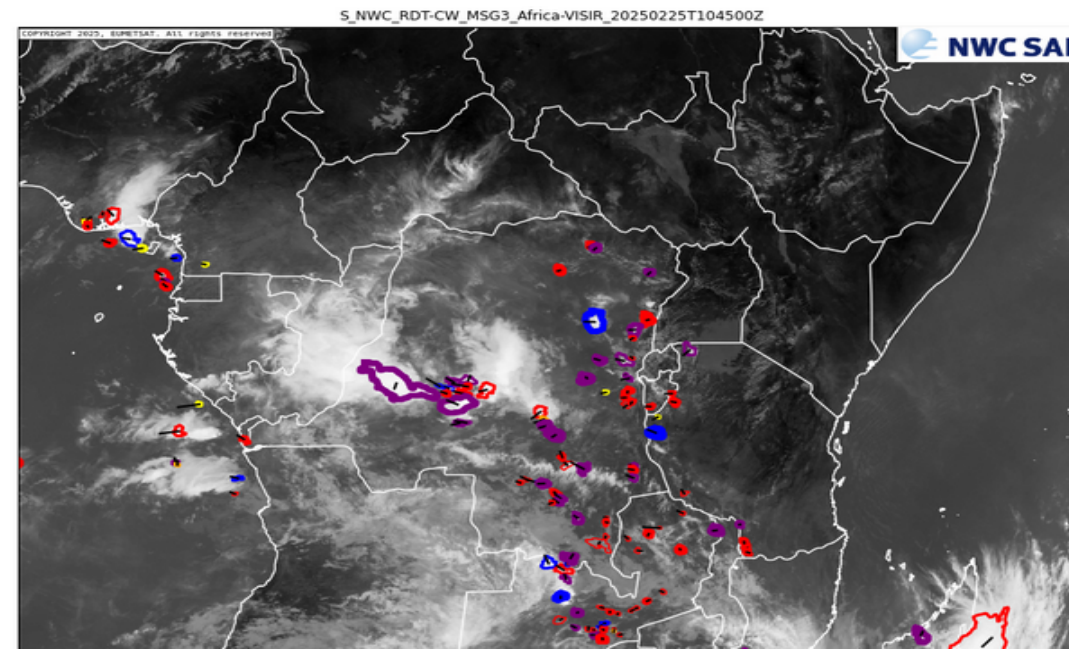 S_NWC_RDT-CW_MSG3_Africa-VISIR_20250225T104500Z
COPYRIGHT 2025, EUMETSAT. All rights reserved
NWC SAF